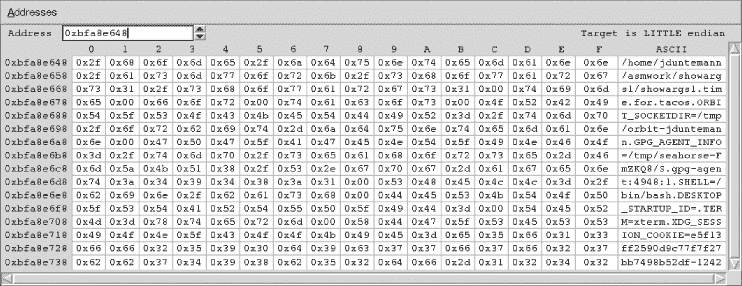 Addresses
Address 0xbfa8e648 Target is LITTLE endian
0 1 2 3 4 5 6 7 8 9 A B C D E F ASCII
0xbfa8e648 0x2f 0x68 0x6f 0x6d 0x65 0x2f 0x6a 0x64 0x75 0x6e 0x74 0x65 0x6d 0x61 0x6e 0x6e /home/jduntemann
0xbfa8e658 0x2f 0x61 0x73 0x6d 0x77 0x6f 0x72 0x6b 0x2f 0x73 0x68 0x6f 0x77 0x61 0x72 0x67 /asmwork/showarg
0xbfa8e668 0x73 0x31 0x2f 0x73 0x68 0x6f 0x77 0x61 0x72 0x67 0x73 0x31 0x00 0x74 0x69 0x6d s1/showargs1.tim
0xbfa8e678 0x65 0x00 0x66 0x6f 0x72 0x00 0x74 0x61 0x63 0x6f 0x73 0x00 0x4f 0x52 0x42 0x49 e.for.tacos.ORBI
0xbfa8e688 0x54 0x5f 0x53 0x4f 0x43 0x4b 0x45 0x54 0x44 0x49 0x52 0x3d 0x2f 0x74 0x6d 0x70 T_SOCKETDIR=/tmp
0xbfa8e698 0x2f 0x6f 0x72 0x62 0x69 0x74 0x2d 0x6a 0x64 0x75 0x6e 0x74 0x65 0x6d 0x61 0x6e /orbit-jdunteman
0xbfa8e6a8 0x6e 0x00 0x47 0x50 0x47 0x5f 0x41 0x47 0x45 0x4e 0x54 0x5f 0x49 0x4e 0x46 0x4f n.GPG_AGENT_INFO
0xbfa8e6b8 0x3d 0x2f 0x74 0x6d 0x70 0x2f 0x73 0x65 0x61 0x68 0x6f 0x72 0x73 0x65 0x2d 0x46 =/tmp/seahorse-F
0xbfa8e6c8 0x6d 0x5a 0x4b 0x51 0x38 0x2f 0x53 0x2e 0x67 0x70 0x67 0x2d 0x61 0x67 0x65 0x6e mZKQ8/S.gpg-agen
0xbfa8e6d8 0x74 0x3a 0x34 0x39 0x34 0x38 0x3a 0x31 0x00 0x53 0x48 0x45 0x4c 0x4c 0x3d 0x2f t:4948:1.SHELL=/
0xbfa8e6e8 0x62 0x69 0x6e 0x2f 0x62 0x61 0x73 0x68 0x00 0x44 0x45 0x53 0x4b 0x54 0x4f 0x50 bin/bash.DESKTOP
0xbfa8e6f8 0x5f 0x53 0x54 0x41 0x52 0x54 0x55 0x50 0x5f 0x49 0x44 0x3d 0x00 0x54 0x45 0x52 _STARTUP_ID=.TER
0xbfa8e708 0x4d 0x3d 0x78 0x74 0x65 0x72 0x6d 0x00 0x58 0x44 0x47 0x5f 0x53 0x45 0x53 0x53 M=xterm.XDG_SESS
0xbfa8e718 0x49 0x4f 0x4e 0x5f 0x43 0x4f 0x4f 0x4b 0x49 0x45 0x3d 0x65 0x35 0x66 0x31 0x33 ION_COOKIE=e5f13
0xbfa8e728 0x66 0x66 0x32 0x35 0x39 0x30 0x64 0x39 0x63 0x37 0x37 0x66 0x37 0x66 0x32 0x37 ff2590d9c77f7f27
0xbfa8e738 0x62 0x62 0x37 0x34 0x39 0x38 0x62 0x35 0x32 0x64 0x66 0x2d 0x31 0x32 0x34 0x32 bb7498b52df-1242